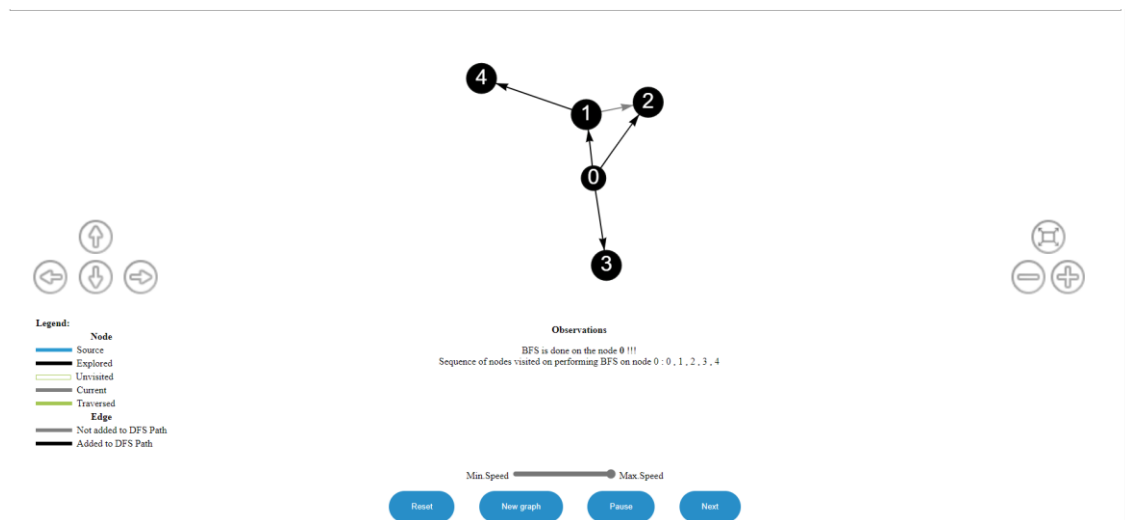 4
2
1
0
3
Legend:
Node
Source
Explored
Unvisited
Current
Traversed
Edge
Not added to DFS Path
Added to DFS Path
Observations
BFS is done on the node 0 !!!
Sequence of nodes visited on performing BFS on node 0 : 0 , 1 , 2 , 3 , 4
Min.Speed Max.Speed
Reset New graph Pause Next